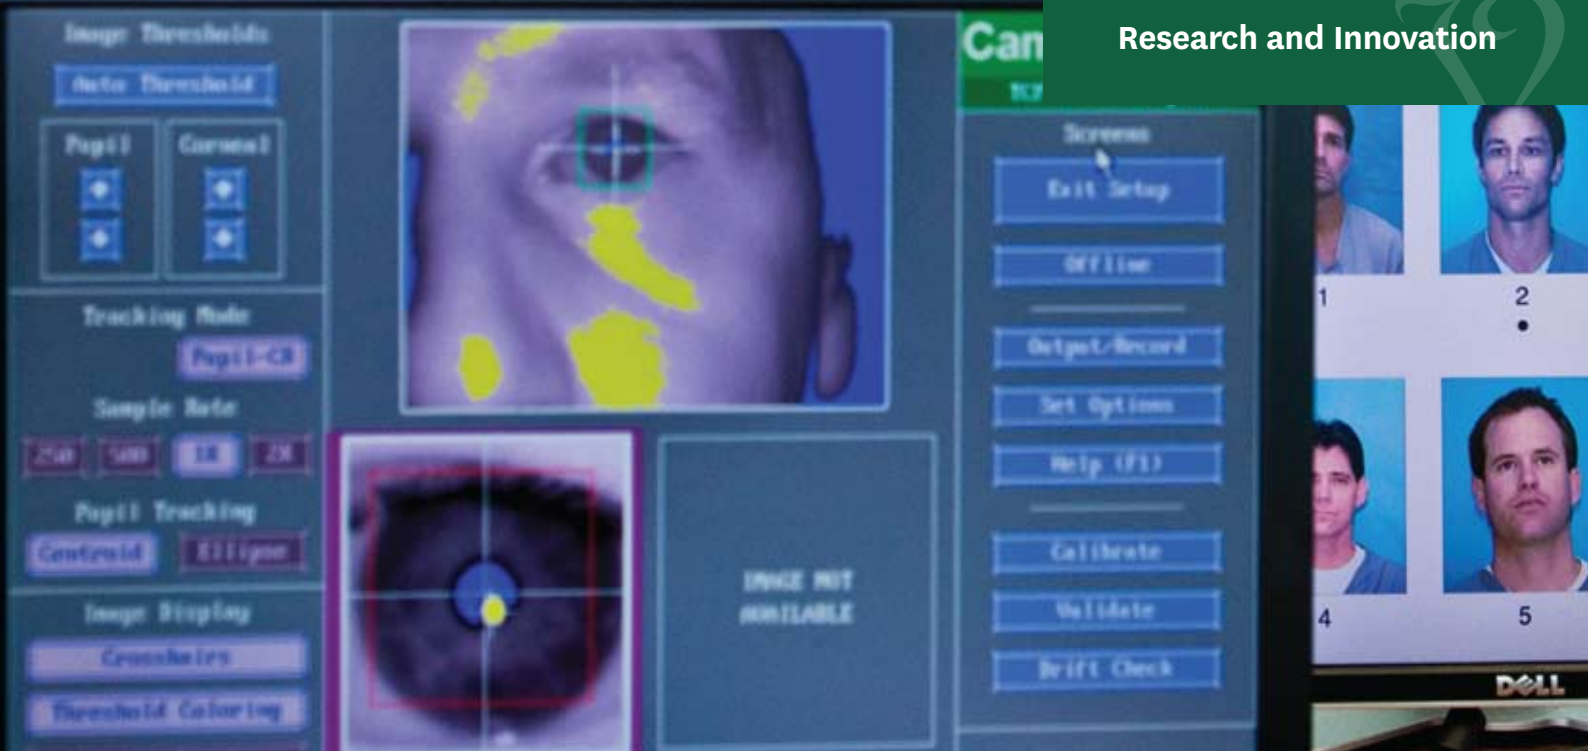 Research and Innovation
Image Thresholds
Auto Threshold
Pupil
Corneal
Tracking Mode
Pupil-CR
Sample Rate
250
500
2K
Pupil Tracking
Centroid
Ellipse
Image Display
Crosshairs
Threshold Coloring
IMAGE NOT
AVAILABLE
Cam
Screens
Exit Setup
Offline
Output/Record
Set Options
Help (F1)
Calibrate
Validate
Drift Check
1
2
4
5
DELL